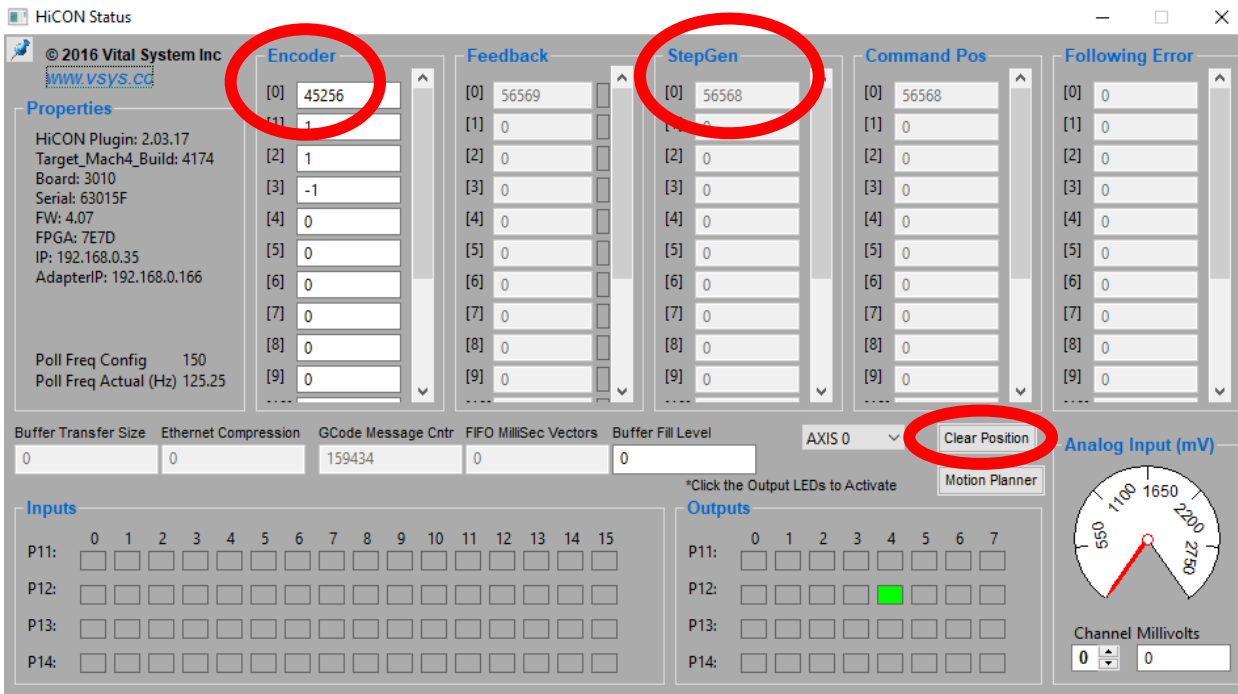 HiCON Status
© 2016 Vital System Inc
www.vsys.cc
Properties
HiCON Plugin: 2.03.17
Target_Mach4_Build: 4174
Board: 3010
Serial: 63015F
FW: 4.07
FPGA: 7E7D
IP: 192.168.0.35
AdapterIP: 192.168.0.166
Poll Freq Config 150
Poll Freq Actual (Hz) 125.25
Encoder
[0] 45256
[1] 1
[2] 1
[3] -1
[4] 0
[5] 0
[6] 0
[7] 0
[8] 0
[9] 0
Feedback
[0] 56569
[1] 0
[2] 0
[3] 0
[4] 0
[5] 0
[6] 0
[7] 0
[8] 0
[9] 0
StepGen
[0] 56568
[2] 0
[3] 0
[4] 0
[5] 0
[6] 0
[7] 0
[8] 0
[9] 0
Command Pos
[0] 56568
[1] 0
[2] 0
[3] 0
[4] 0
[5] 0
[6] 0
[7] 0
[8] 0
[9] 0
Following Error
[0] 0
[1] 0
[2] 0
[3] 0
[4] 0
[5] 0
[6] 0
[7] 0
[8] 0
[9] 0
Buffer Transfer Size Ethernet Compression GCode Message Cntr FIFO MilliSec Vectors Buffer Fill Level
0 0 159434 0 0
AXIS 0 Clear Position
*Click the Output LEDs to Activate Motion Planner
Inputs
0 1 2 3 4 5 6 7 8 9 10 11 12 13 14 15
P11:
P12:
P13:
P14:
Outputs
0 1 2 3 4 5 6 7
P11:
P12:
P13:
P14:
Analog Input (mV)
550 1100 1650 2200 2750
Channel Millivolts
0 0